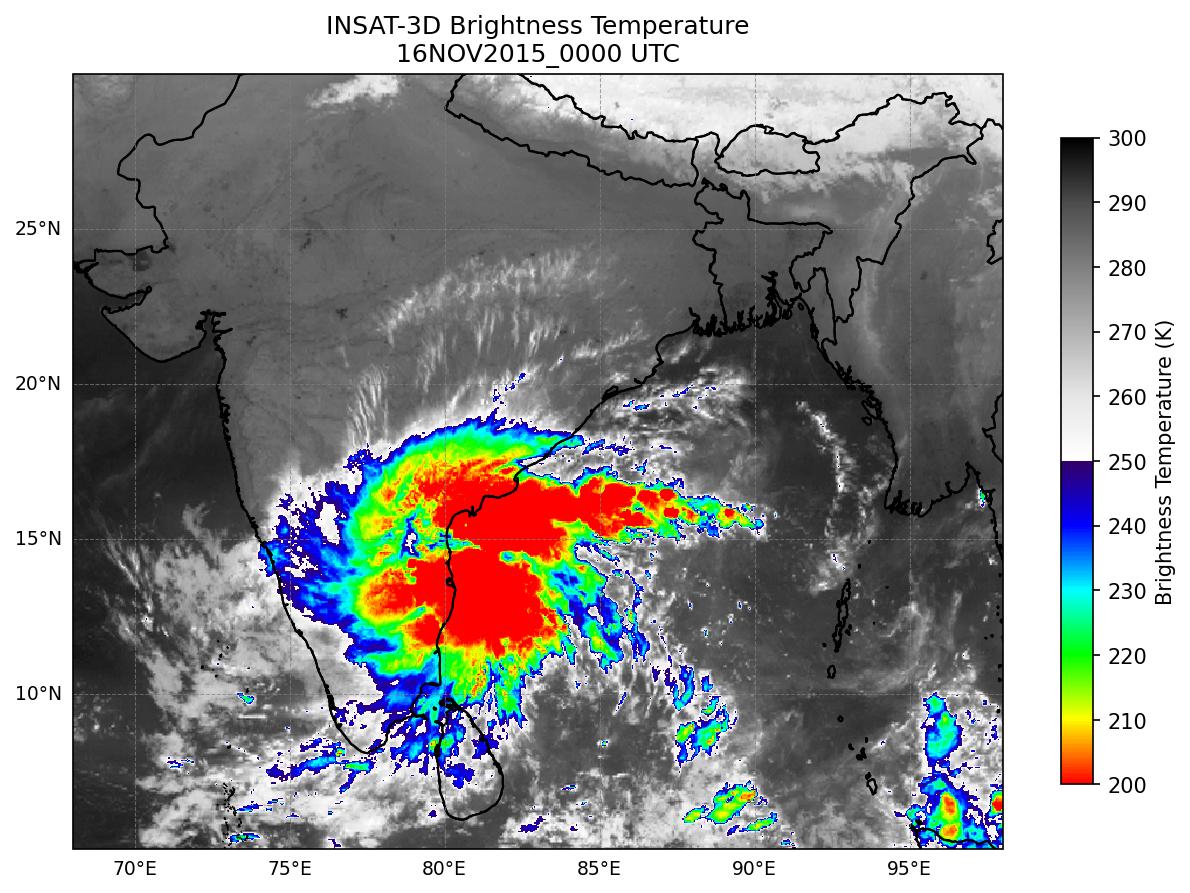 INSAT-3D Brightness Temperature
16NOV2015_0000 UTC
25°N
20°N
15°N
10°N
70°E
75°E
80°E
85°E
90°E
95°E
300
290
280
270
260
250
240
230
220
210
200
Brightness Temperature (K)